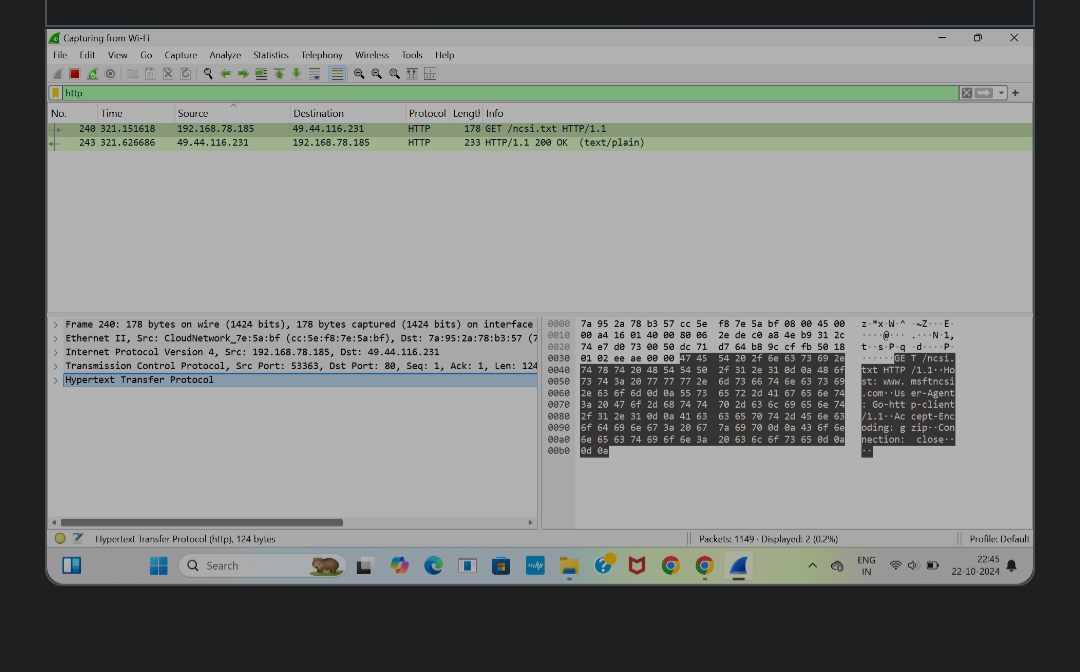 Capturing from Wi-Fi
File Edit View Go Capture Analyze Statistics Telephony Wireless Tools Help
http
No. Time Source Destination Protocol Length Info
240 321.151618 192.168.78.185 49.44.116.231 HTTP 178 GET /ncsi.txt HTTP/1.1
243 321.626686 49.44.116.231 192.168.78.185 HTTP 233 HTTP/1.1 200 OK (text/plain)
Frame 240: 178 bytes on wire (1424 bits), 178 bytes captured (1424 bits) on interface
Ethernet II, Src: CloudNetwork_7e:5a:bf (cc:5e:f8:7e:5a:bf), Dst: 7a:95:2a:78:b3:57 (7
Internet Protocol Version 4, Src: 192.168.78.185, Dst: 49.44.116.231
Transmission Control Protocol, Src Port: 53363, Dst Port: 80, Seq: 1, Ack: 1, Len: 124
Hypertext Transfer Protocol
0000 7a 95 2a 78 b3 57 cc 5e f8 7e 5a bf 08 00 45 00 z·*x·W·^ ·~Z···E·
0010 00 a4 16 01 40 00 80 06 2e de c0 a8 4e b9 31 2c ····@··· .···N·1,
0020 74 e7 d0 73 00 50 dc 71 d7 64 b8 9c cf fb 50 18 t··s·P·q ·d····P·
0030 01 02 ee ae 00 00 47 45 54 20 2f 6e 63 73 69 2e ······GE T /ncsi.
0040 74 78 74 20 48 54 54 50 2f 31 2e 31 0d 0a 48 6f txt HTTP /1.1··Ho
0050 73 74 3a 20 77 77 77 2e 6d 73 66 74 6e 63 73 69 st: www. msftncsi
0060 2e 63 6f 6d 0d 0a 55 73 65 72 2d 41 67 65 6e 74 .com··Us er-Agent
0070 3a 20 47 6f 2d 68 74 74 70 2d 63 6c 69 65 6e 74 : Go-htt p-client
0080 2f 31 2e 31 0d 0a 41 63 63 65 70 74 2d 45 6e 63 /1.1··Ac cept-Enc
0090 6f 64 69 6e 67 3a 20 67 7a 69 70 0d 0a 43 6f 6e oding: g zip··Con
00a0 6e 65 63 74 69 6f 6e 3a 20 63 6c 6f 73 65 0d 0a nection: close··
00b0 0d 0a ··
Hypertext Transfer Protocol (http), 124 bytes
Packets: 1149 · Displayed: 2 (0.2%)
Profile: Default
Search
ENG
IN
22:45
22-10-2024